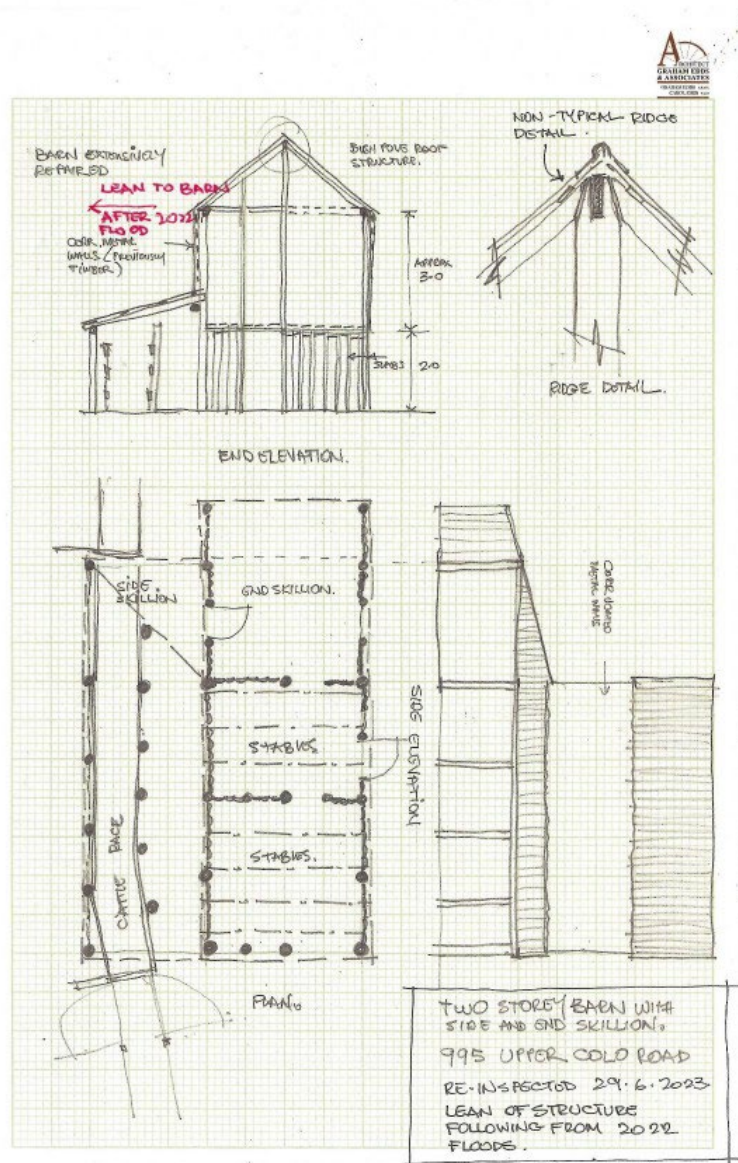 ARCHITECT
GRAHAM EDDS
& ASSOCIATES
BARN EXTENSIVELY
REPAIRED
LEAN TO BARN
AFTER 2022
FLOOD
CORR. METAL
WALLS (PREVIOUSLY
TIMBER)
BUSH POLE ROOF
STRUCTURE.
APPROX
3.0
SLABS
2.0
NON-TYPICAL RIDGE
DETAIL.
RIDGE DETAIL.
END ELEVATION.
SIDE
SKILLION
END SKILLION.
STABLES
STABLES.
CATTLE RACE
PLAN.
SIDE ELEVATION
METAL WALLS
TWO STOREY BARN WITH
SIDE AND END SKILLION.
995 UPPER COLO ROAD
RE-INSPECTED 29.6.2023
LEAN OF STRUCTURE
FOLLOWING FROM 2022
FLOODS.